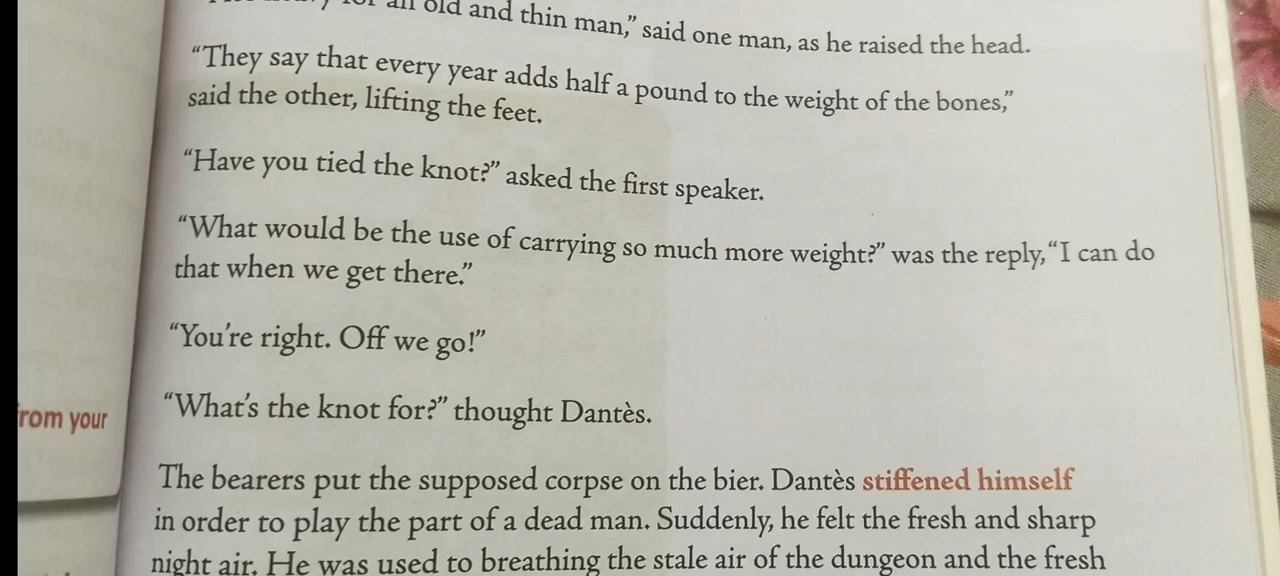 for an old and thin man,” said one man, as he raised the head.
“They say that every year adds half a pound to the weight of the bones,”
said the other, lifting the feet.
“Have you tied the knot?” asked the first speaker.
“What would be the use of carrying so much more weight?” was the reply, “I can do
that when we get there.”
“You’re right. Off we go!”
“What’s the knot for?” thought Dantès.
rom your
The bearers put the supposed corpse on the bier. Dantès stiffened himself
in order to play the part of a dead man. Suddenly, he felt the fresh and sharp
night air. He was used to breathing the stale air of the dungeon and the fresh